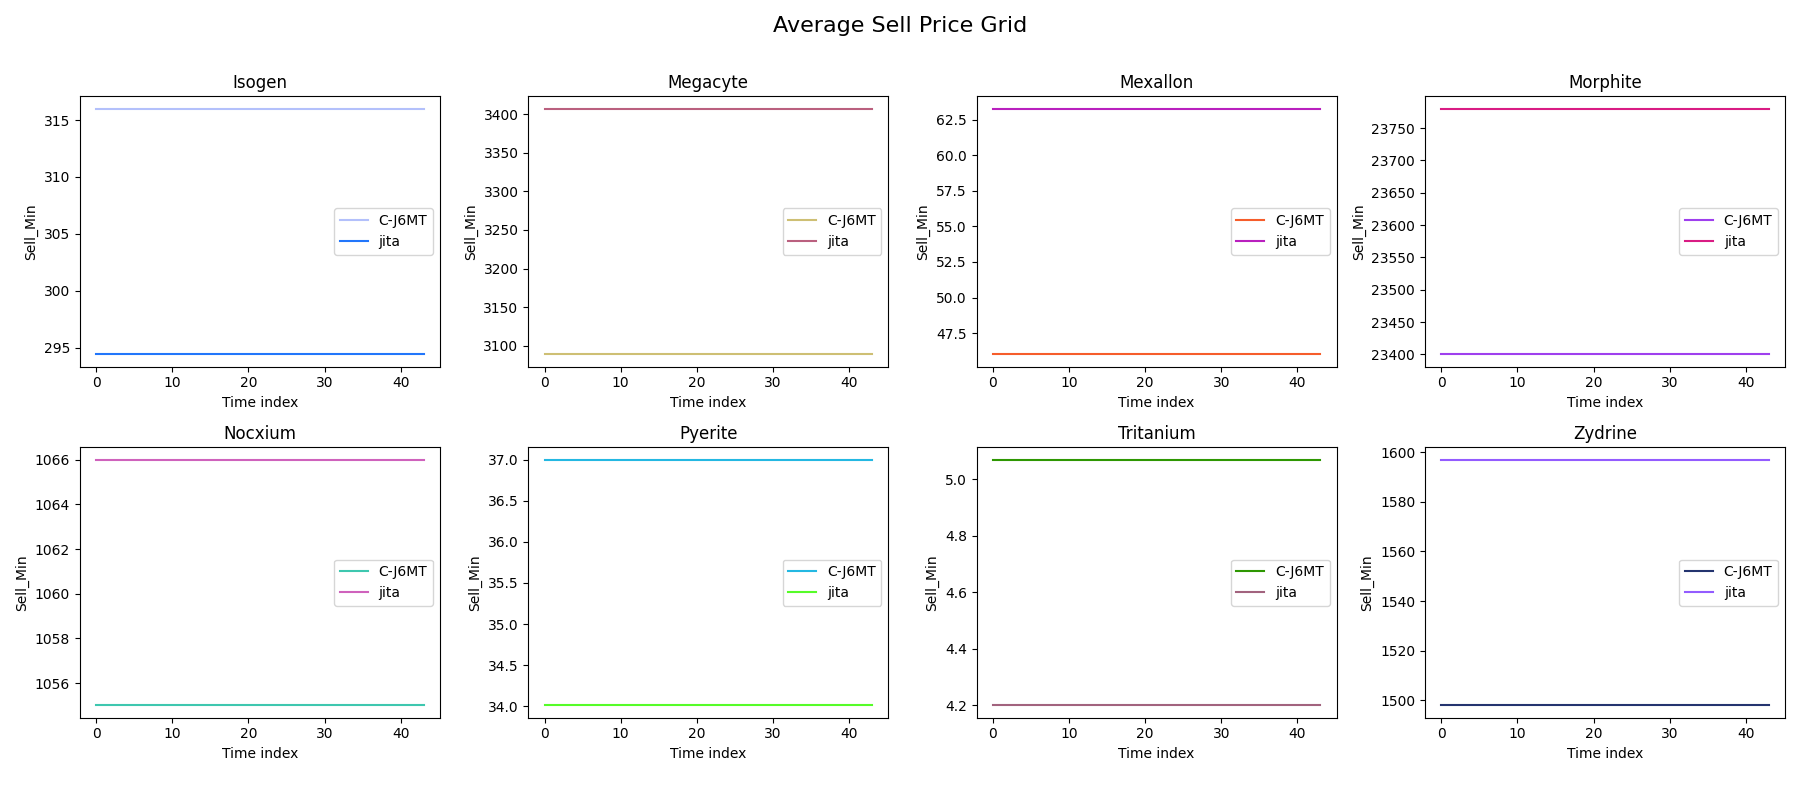 Average Sell Price Grid
Isogen
315
310
305
300
295
Sell_Min
C-J6MT
jita
0 10 20 30 40
Time index
Megacyte
3400
3350
3300
3250
3200
3150
3100
Sell_Min
C-J6MT
jita
0 10 20 30 40
Time index
Mexallon
62.5
60.0
57.5
55.0
52.5
50.0
47.5
Sell_Min
C-J6MT
jita
0 10 20 30 40
Time index
Morphite
23750
23700
23650
23600
23550
23500
23450
23400
Sell_Min
C-J6MT
jita
0 10 20 30 40
Time index
Nocxium
1066
1064
1062
1060
1058
1056
Sell_Min
C-J6MT
jita
0 10 20 30 40
Time index
Pyerite
37.0
36.5
36.0
35.5
35.0
34.5
34.0
Sell_Min
C-J6MT
jita
0 10 20 30 40
Time index
Tritanium
5.0
4.8
4.6
4.4
4.2
Sell_Min
C-J6MT
jita
0 10 20 30 40
Time index
Zydrine
1600
1580
1560
1540
1520
1500
Sell_Min
C-J6MT
jita
0 10 20 30 40
Time index